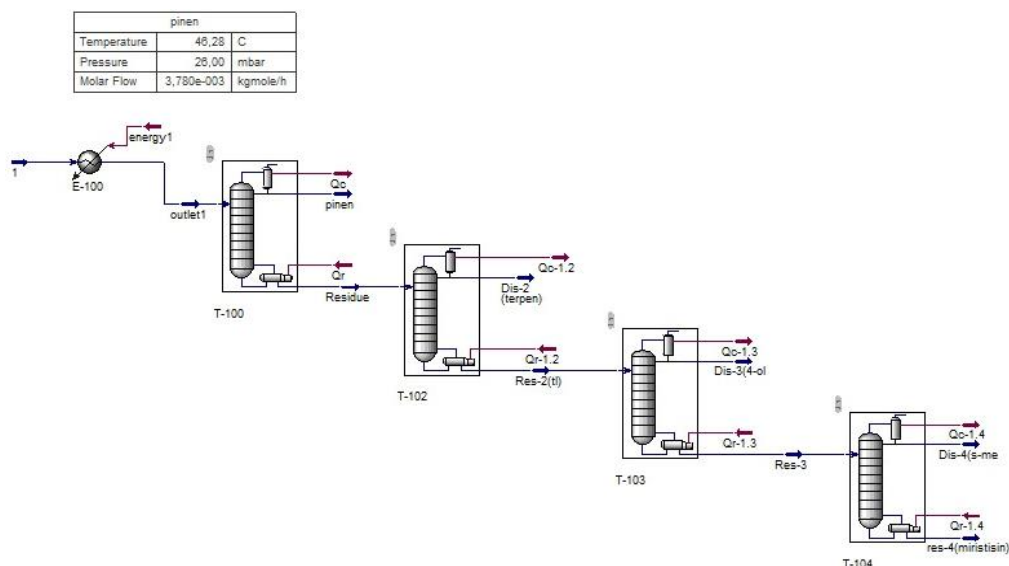 pinen
Temperature 46,28 C
Pressure 26,00 mbar
Molar Flow 3,780e-003 kgmole/h
energy1
1
E-100
outlet1
Qc
pinen
Qr
Residue
T-100
Qc-1.2
Dis-2
(terpen)
Qr-1.2
Res-2(tl)
T-102
Qc-1.3
Dis-3(4-ol
Qr-1.3
Res-3
T-103
Qc-1.4
Dis-4(s-me
Qr-1.4
res-4(miristisin)
T-104